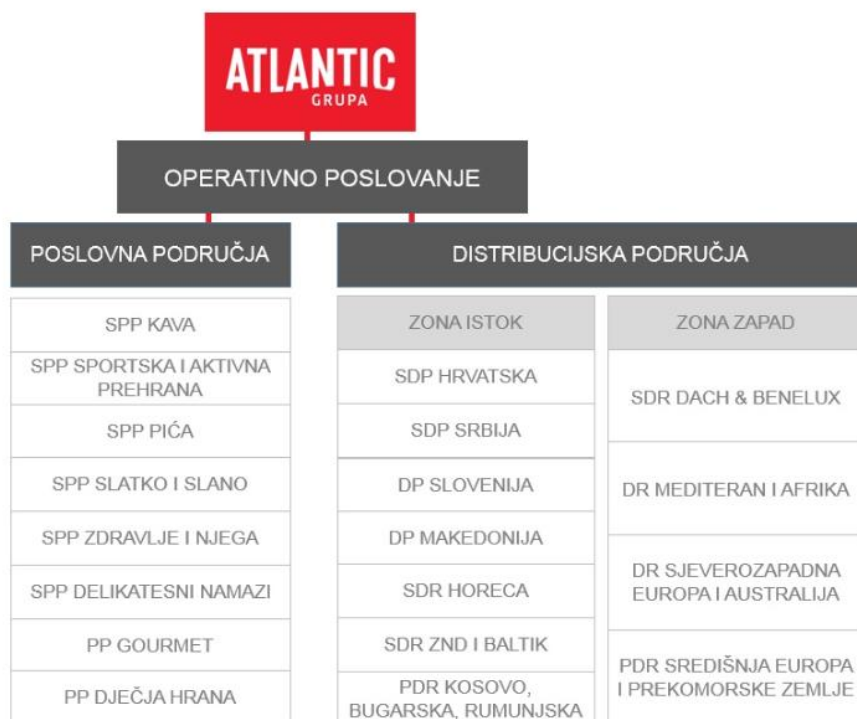 ATLANTIC
GRUPA
OPERATIVNO POSLOVANJE
POSLOVNA PODRUČJA
SPP KAVA
SPP SPORTSKA I AKTIVNA
PREHRANA
SPP PIĆA
SPP SLATKO I SLANO
SPP ZDRAVLJE I NJEGA
SPP DELIKATESNI NAMAZI
PP GOURMET
PP DJEČJA HRANA
DISTRIBUCIJSKA PODRUČJA
ZONA ISTOK
SDP HRVATSKA
SDP SRBIJA
DP SLOVENIJA
DP MAKEDONIJA
SDR HORECA
SDR ZND I BALTIK
PDR KOSOVO,
BUGARSKA, RUMUNJSKA
ZONA ZAPAD
SDR DACH & BENELUX
DR MEDITERAN I AFRIKA
DR SJEVEROZAPADNA
EUROPA I AUSTRALIJA
PDR SREDIŠNJA EUROPA
I PREKOMORSKE ZEMLJE